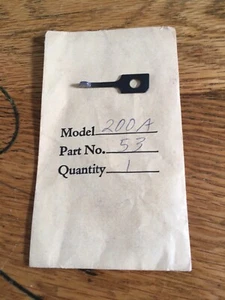 Model 200A
Part No. 53
Quantity 1